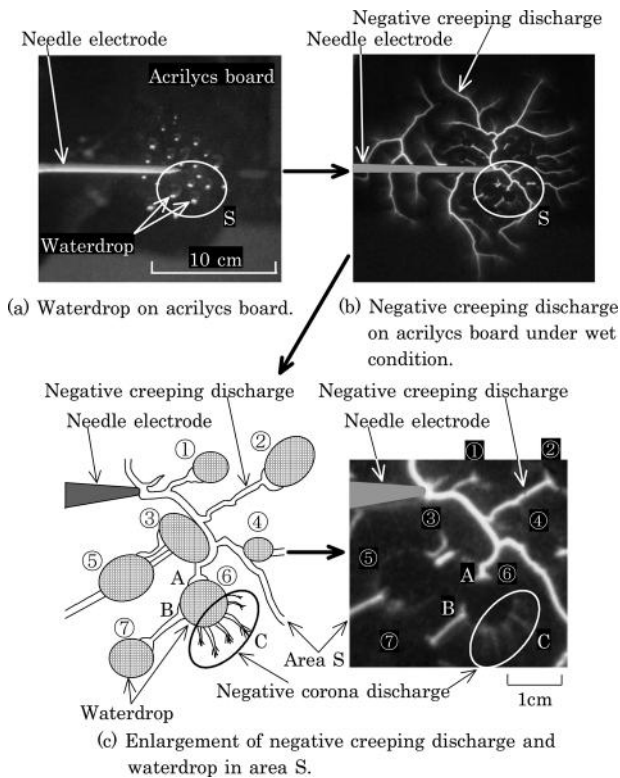 Needle electrode
Acrilycs board
Waterdrop
S
10 cm
(a) Waterdrop on acrilycs board.
Negative creeping discharge
Needle electrode
S
(b) Negative creeping discharge
on acrilycs board under wet
condition.
Negative creeping discharge
Needle electrode
①
②
③
④
⑤
⑥
A
B
C
⑦
Waterdrop
Area S
Negative corona discharge
Negative creeping discharge
Needle electrode
①
②
③
④
⑤
A
⑥
B
⑦
C
1cm
(c) Enlargement of negative creeping discharge and
waterdrop in area S.